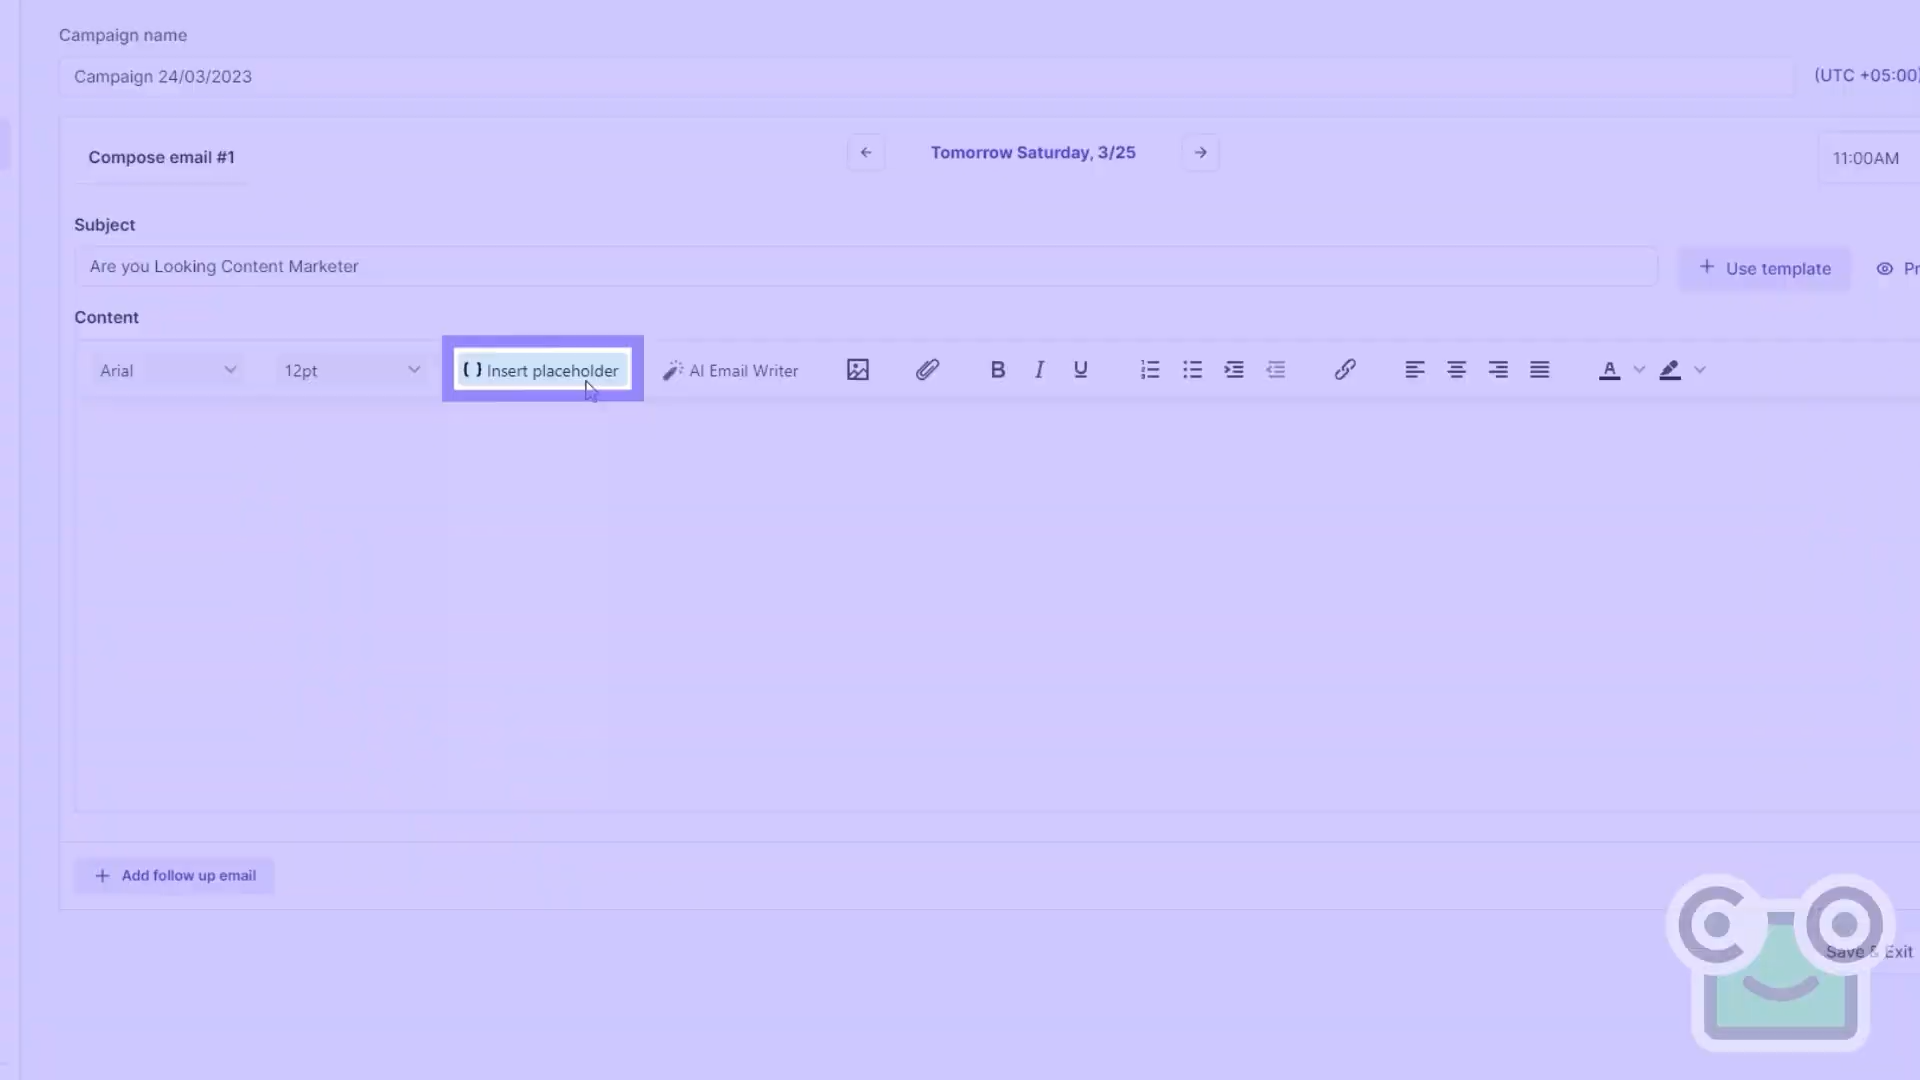 Campaign name
Campaign 24/03/2023
(UTC +05:00)
Compose email #1
Tomorrow Saturday, 3/25
11:00AM
Subject
Are you Looking Content Marketer
Use template
Pr
Content
Arial
12pt
{ } Insert placeholder
AI Email Writer
B I U
A
Add follow up email
Save & Exit